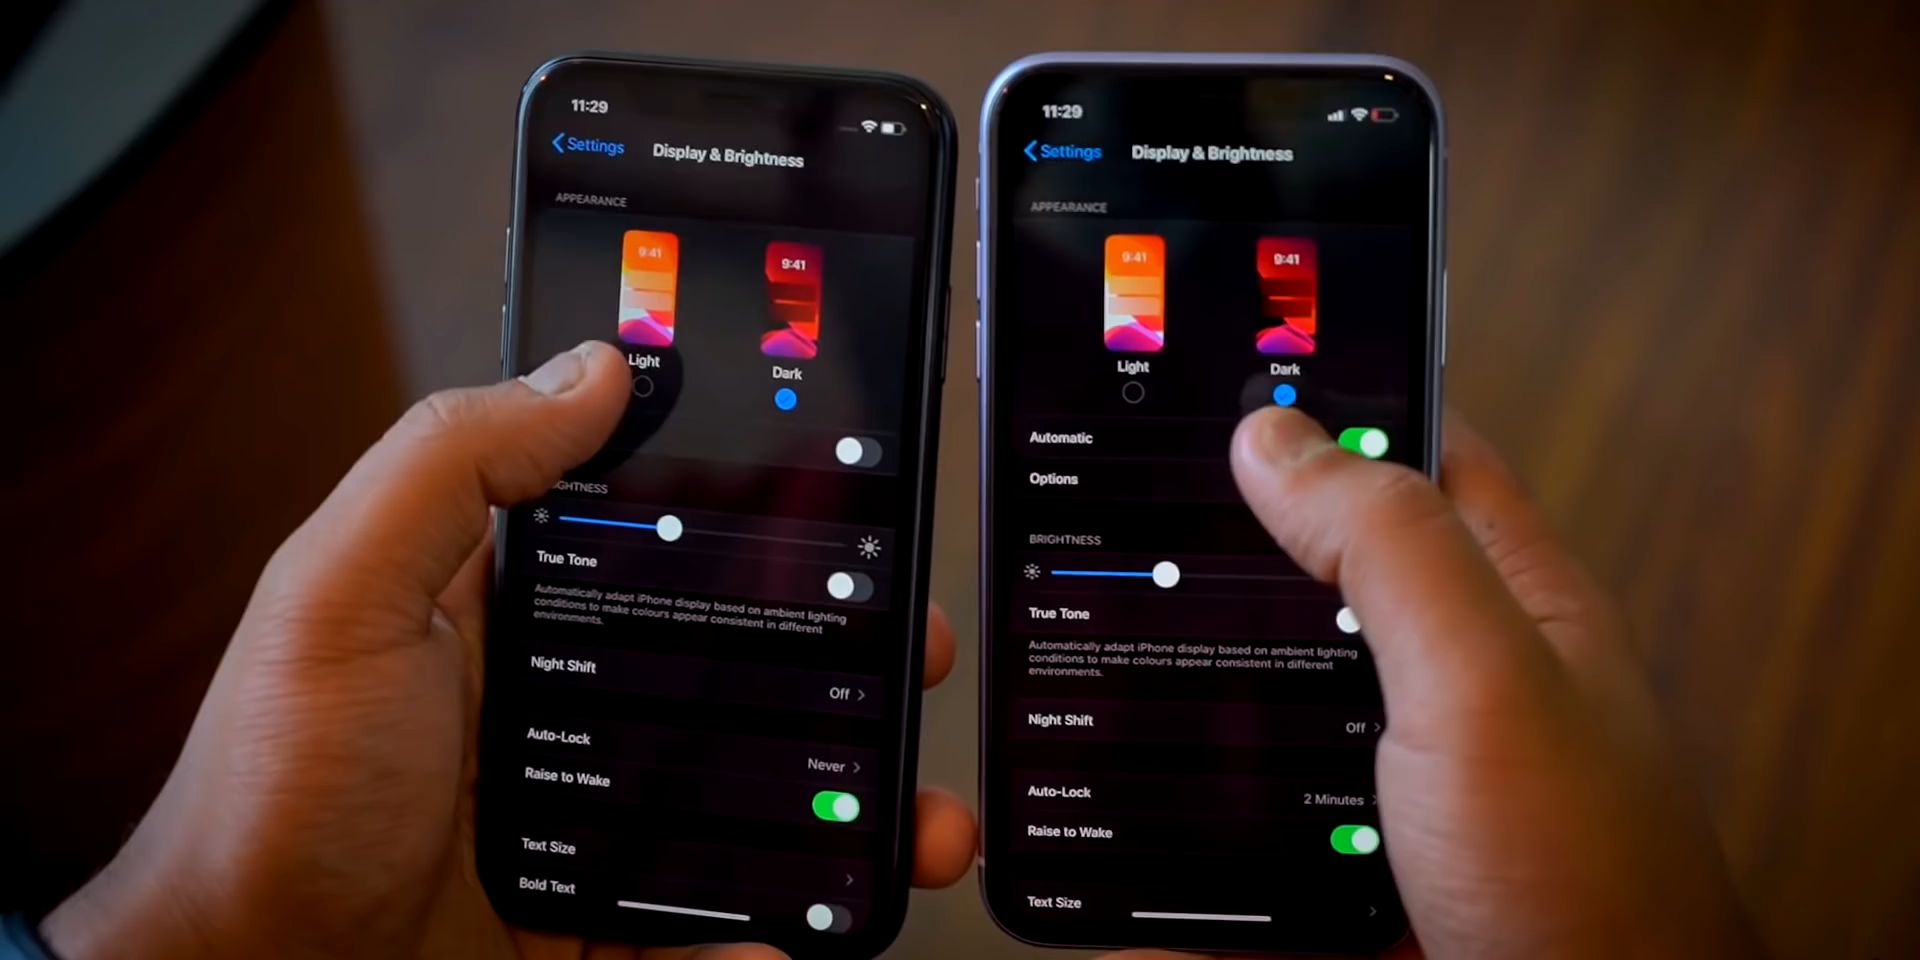 11:29
Settings
Display & Brightness
APPEARANCE
9:41
9:41
Light
Dark
True Tone
Automatically adapt iPhone display based on ambient lighting
conditions to make colours appear consistent in different
environments.
Night Shift
Off
Auto-Lock
Never
Raise to Wake
Text Size
Bold Text
11:29
Settings
Display & Brightness
APPEARANCE
9:41
9:41
Light
Dark
Automatic
Options
BRIGHTNESS
True Tone
Automatically adapt iPhone display based on ambient lighting
conditions to make colours appear consistent in different
environments.
Night Shift
Off
Auto-Lock
2 Minutes
Raise to Wake
Text Size